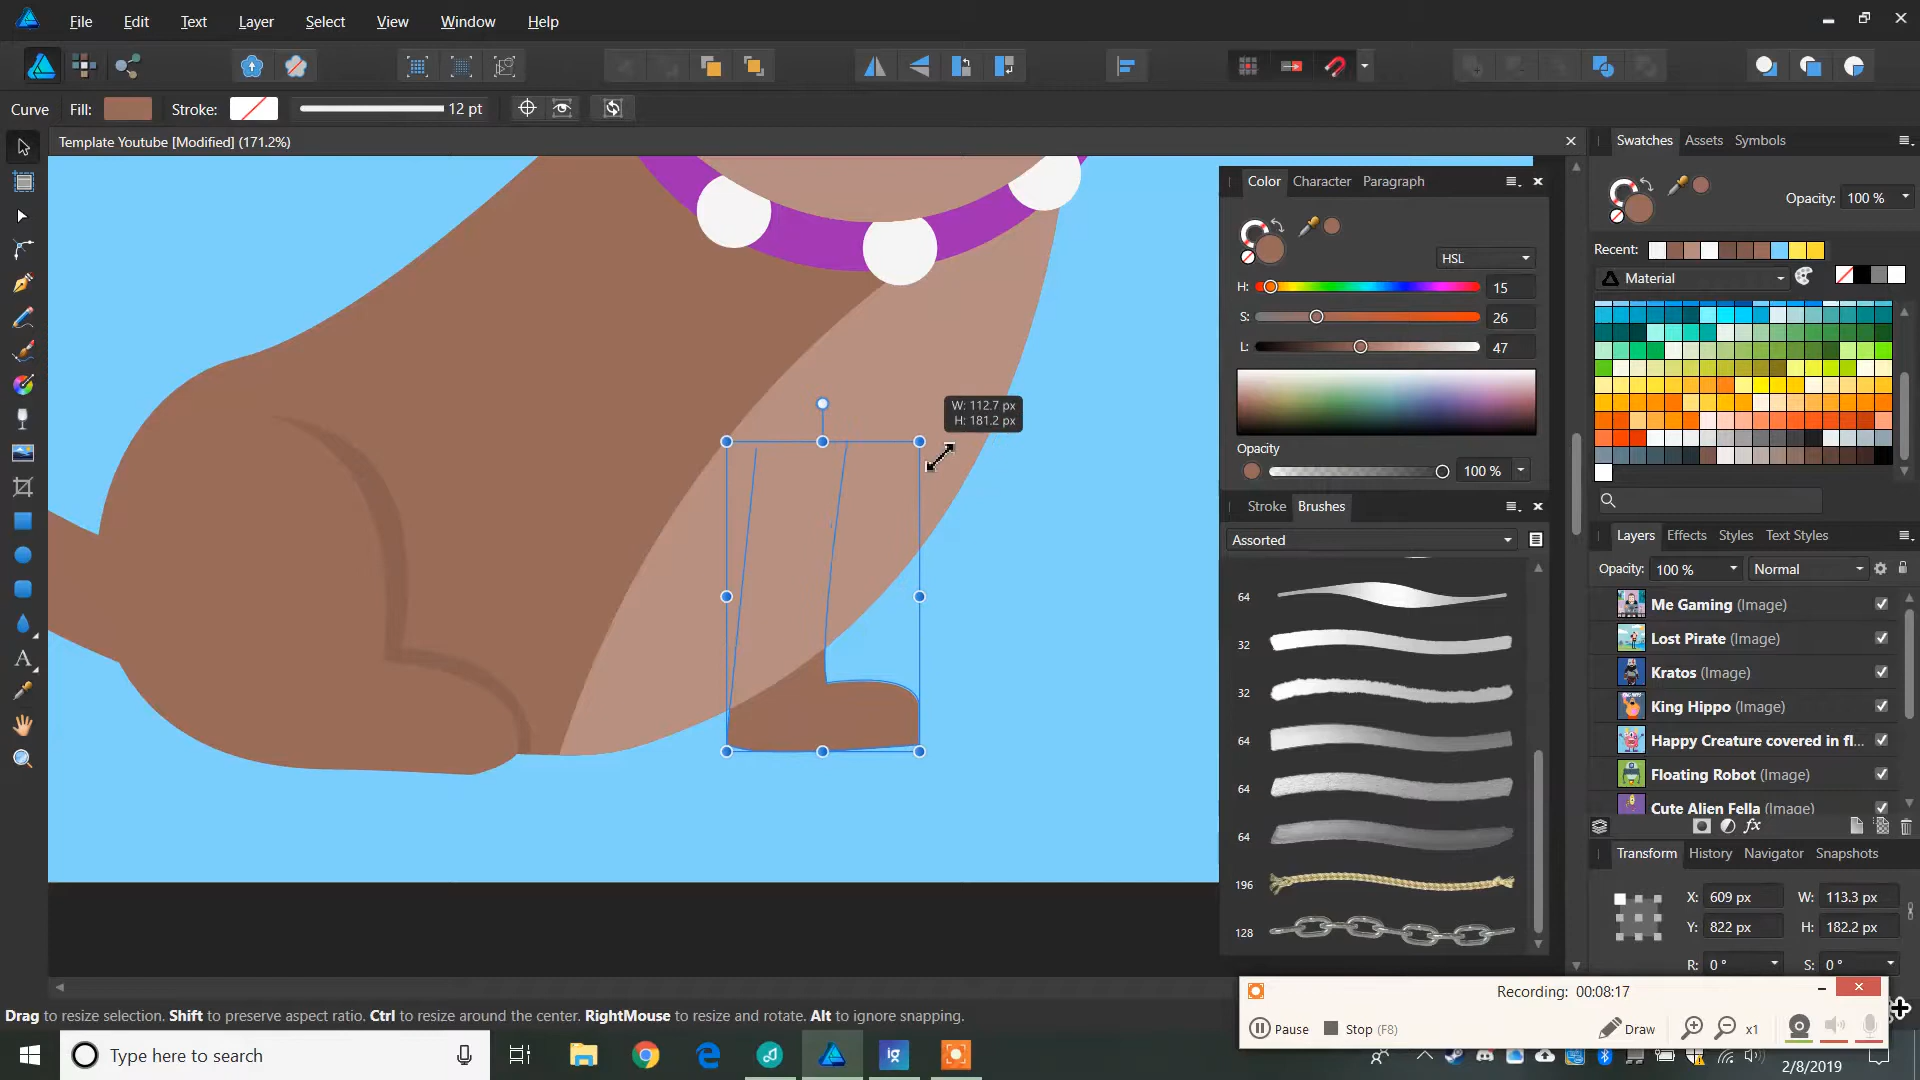 File Edit Text Layer Select View Window Help
Curve Fill: Stroke: 12 pt
Template Youtube [Modified] (171.2%)
W: 112.7 px
H: 181.2 px
Color Character Paragraph
HSL
H: 15
S: 26
L: 47
Opacity
100 %
Stroke Brushes
Assorted
64
32
32
64
64
64
196
128
Swatches Assets Symbols
Opacity: 100 %
Recent:
Material
Layers Effects Styles Text Styles
Opacity: 100 % Normal
Me Gaming (Image)
Lost Pirate (Image)
Kratos (Image)
King Hippo (Image)
Happy Creature covered in fl...
Floating Robot (Image)
Cute Alien Fella (Image)
Transform History Navigator Snapshots
X: 609 px W: 113.3 px
Y: 822 px H: 182.2 px
R: 0 ° S: 0 °
Recording: 00:08:17
Pause Stop (F8) Draw x1
Drag to resize selection. Shift to preserve aspect ratio. Ctrl to resize around the center. RightMouse to resize and rotate. Alt to ignore snapping.
Type here to search
ig
2/8/2019